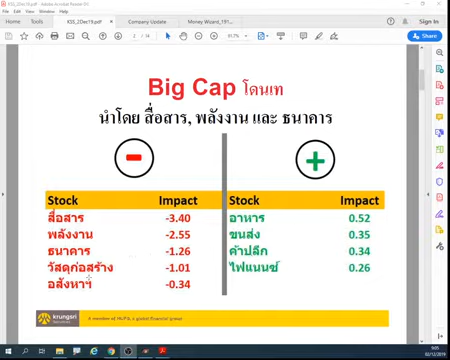 KSS_2Dec19.pdf - Adobe Acrobat Reader DC
File Edit View Window Help
Home Tools KSS_2Dec19.pdf × Company Update Money Wizard_191... Sign In
2 / 14
Big Cap โดนเท
นำโดย สื่อสาร, พลังงาน และ ธนาคาร
Stock Impact Stock Impact
สื่อสาร -3.40 อาหาร 0.52
พลังงาน -2.55 ขนส่ง 0.35
ธนาคาร -1.26 ค้าปลีก 0.34
วัสดุก่อสร้าง -1.01 ไฟแนนซ์ 0.26
อสังหาฯ -0.34
krungsri
Securities
A member of MUFG, a global financial group
9:05
02/12/2019